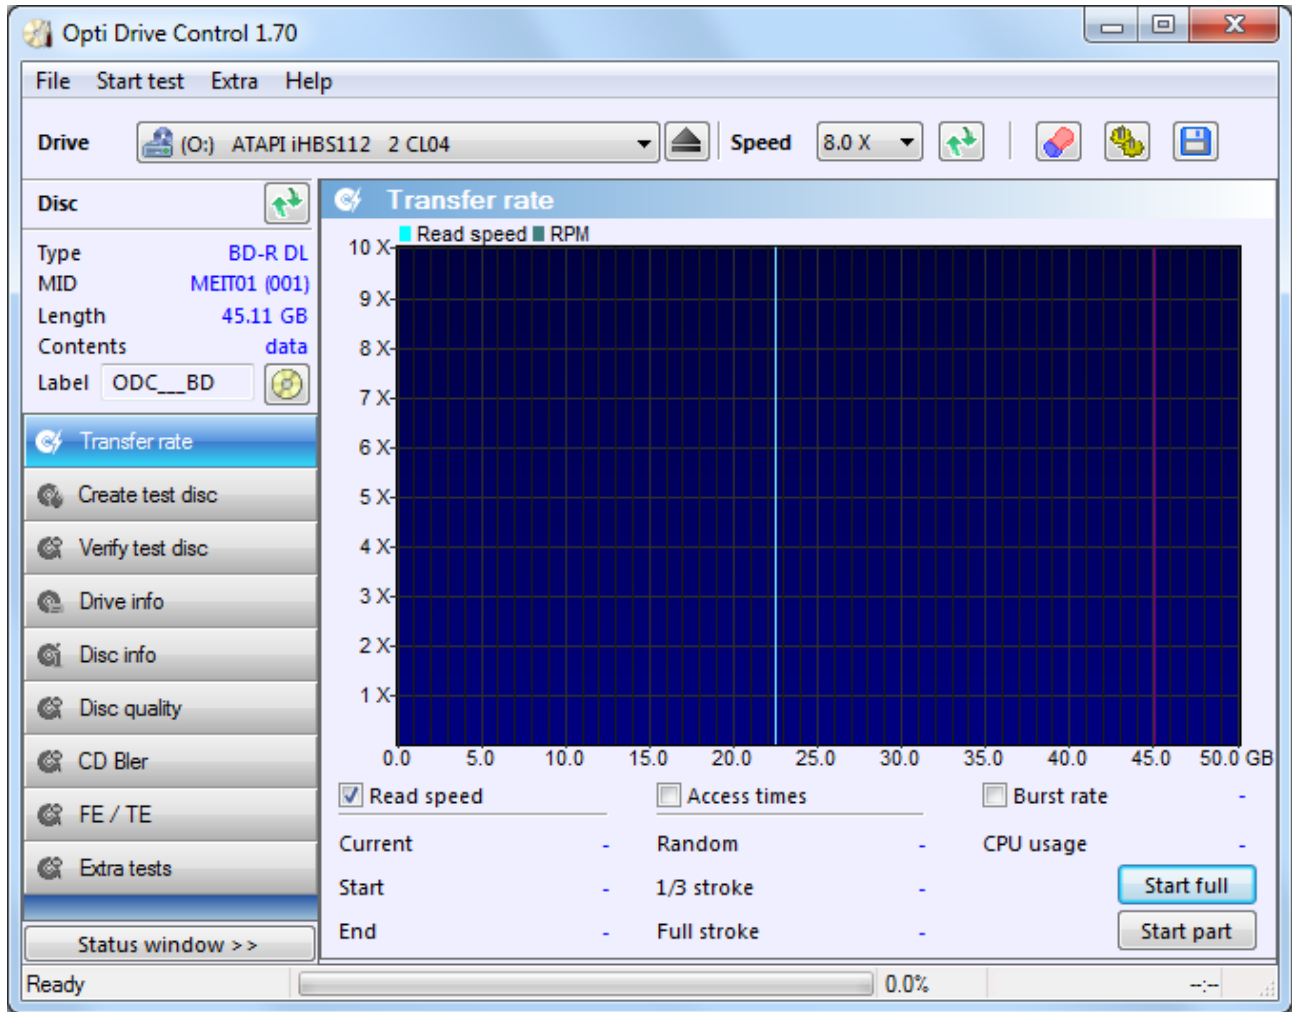 Opti Drive Control 1.70
File Start test Extra Help
Drive (O:) ATAPI iHBS112 2 CL04 Speed 8.0 X
Disc
Type BD-R DL
MID MEIT01 (001)
Length 45.11 GB
Contents data
Label ODC___BD
Transfer rate
Create test disc
Verify test disc
Drive info
Disc info
Disc quality
CD Bler
FE / TE
Extra tests
Status window >>
Transfer rate
Read speed RPM
10 X
9 X
8 X
7 X
6 X
5 X
4 X
3 X
2 X
1 X
0.0 5.0 10.0 15.0 20.0 25.0 30.0 35.0 40.0 45.0 50.0 GB
Read speed Access times Burst rate -
Current - Random - CPU usage -
Start - 1/3 stroke - Start full
End - Full stroke - Start part
Ready 0.0% --:--